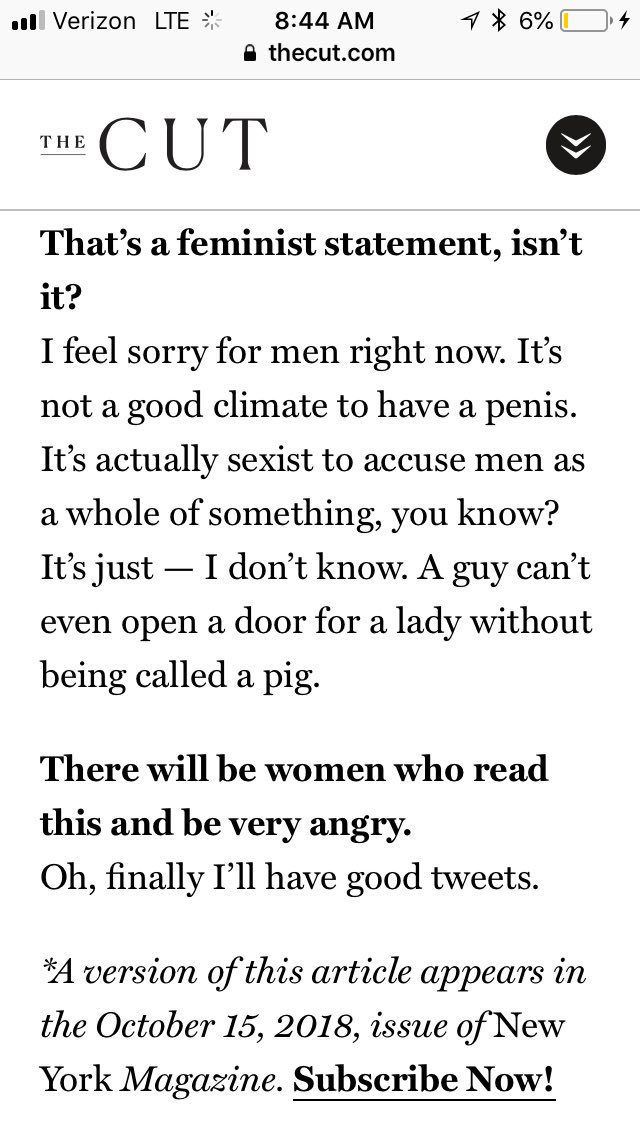 Verizon LTE 8:44 AM 6%
thecut.com
THE CUT
That’s a feminist statement, isn’t
it?
I feel sorry for men right now. It’s
not a good climate to have a penis.
It’s actually sexist to accuse men as
a whole of something, you know?
It’s just — I don’t know. A guy can’t
even open a door for a lady without
being called a pig.
There will be women who read
this and be very angry.
Oh, finally I’ll have good tweets.
*A version of this article appears in
the October 15, 2018, issue of New
York Magazine. Subscribe Now!